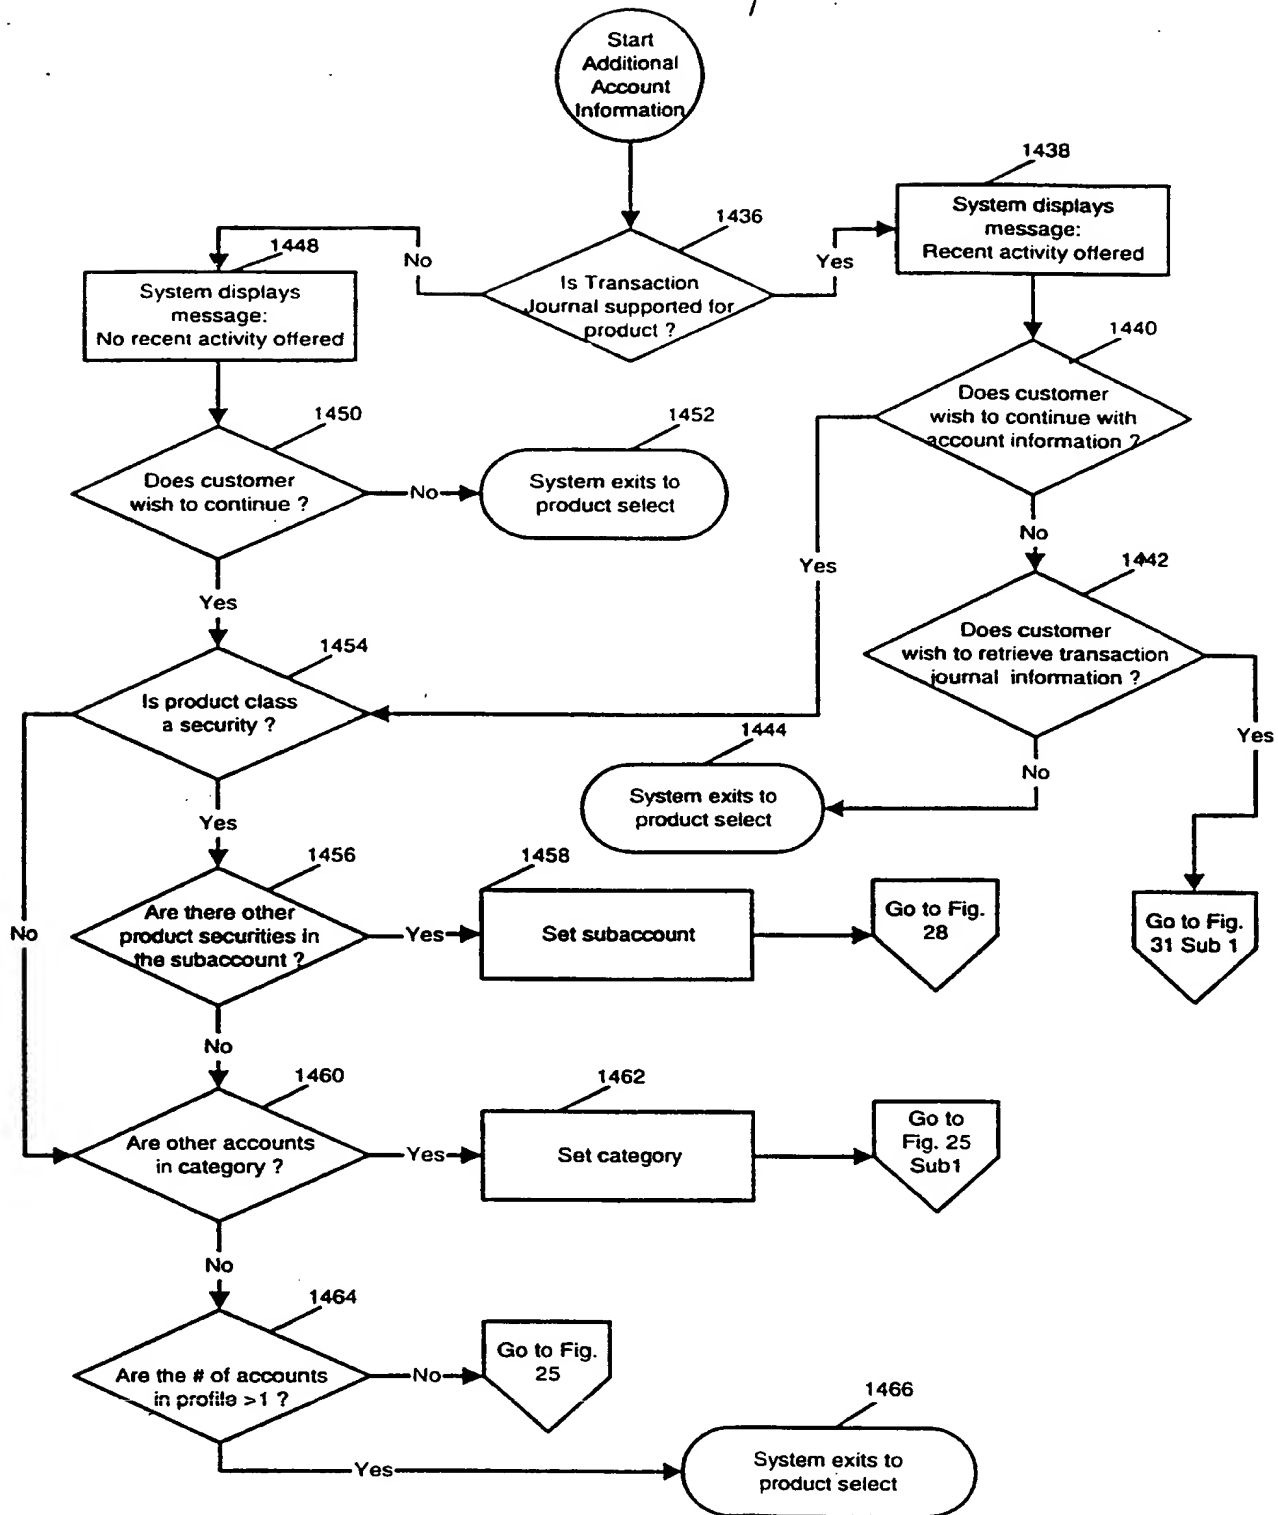 Start
Additional
Account
Information
1438
System displays
message:
Recent activity offered
1436
Is Transaction
Journal supported for
product ?
No
Yes
1448
System displays
message:
No recent activity offered
1440
Does customer
wish to continue with
account information ?
1450
Does customer
wish to continue ?
No
1452
System exits to
product select
Yes
No
1442
Does customer
wish to retrieve transaction
journal information ?
Yes
1454
Is product class
a security ?
Yes
No
1444
System exits to
product select
Yes
1456
Are there other
product securities in
the subaccount ?
No
Yes
1458
Set subaccount
Go to Fig.
28
Go to Fig.
31 Sub 1
No
1460
Are other accounts
in category ?
Yes
1462
Set category
Go to
Fig. 25
Sub1
No
1464
Are the # of accounts
in profile >1 ?
No
Go to Fig.
25
Yes
1466
System exits to
product select